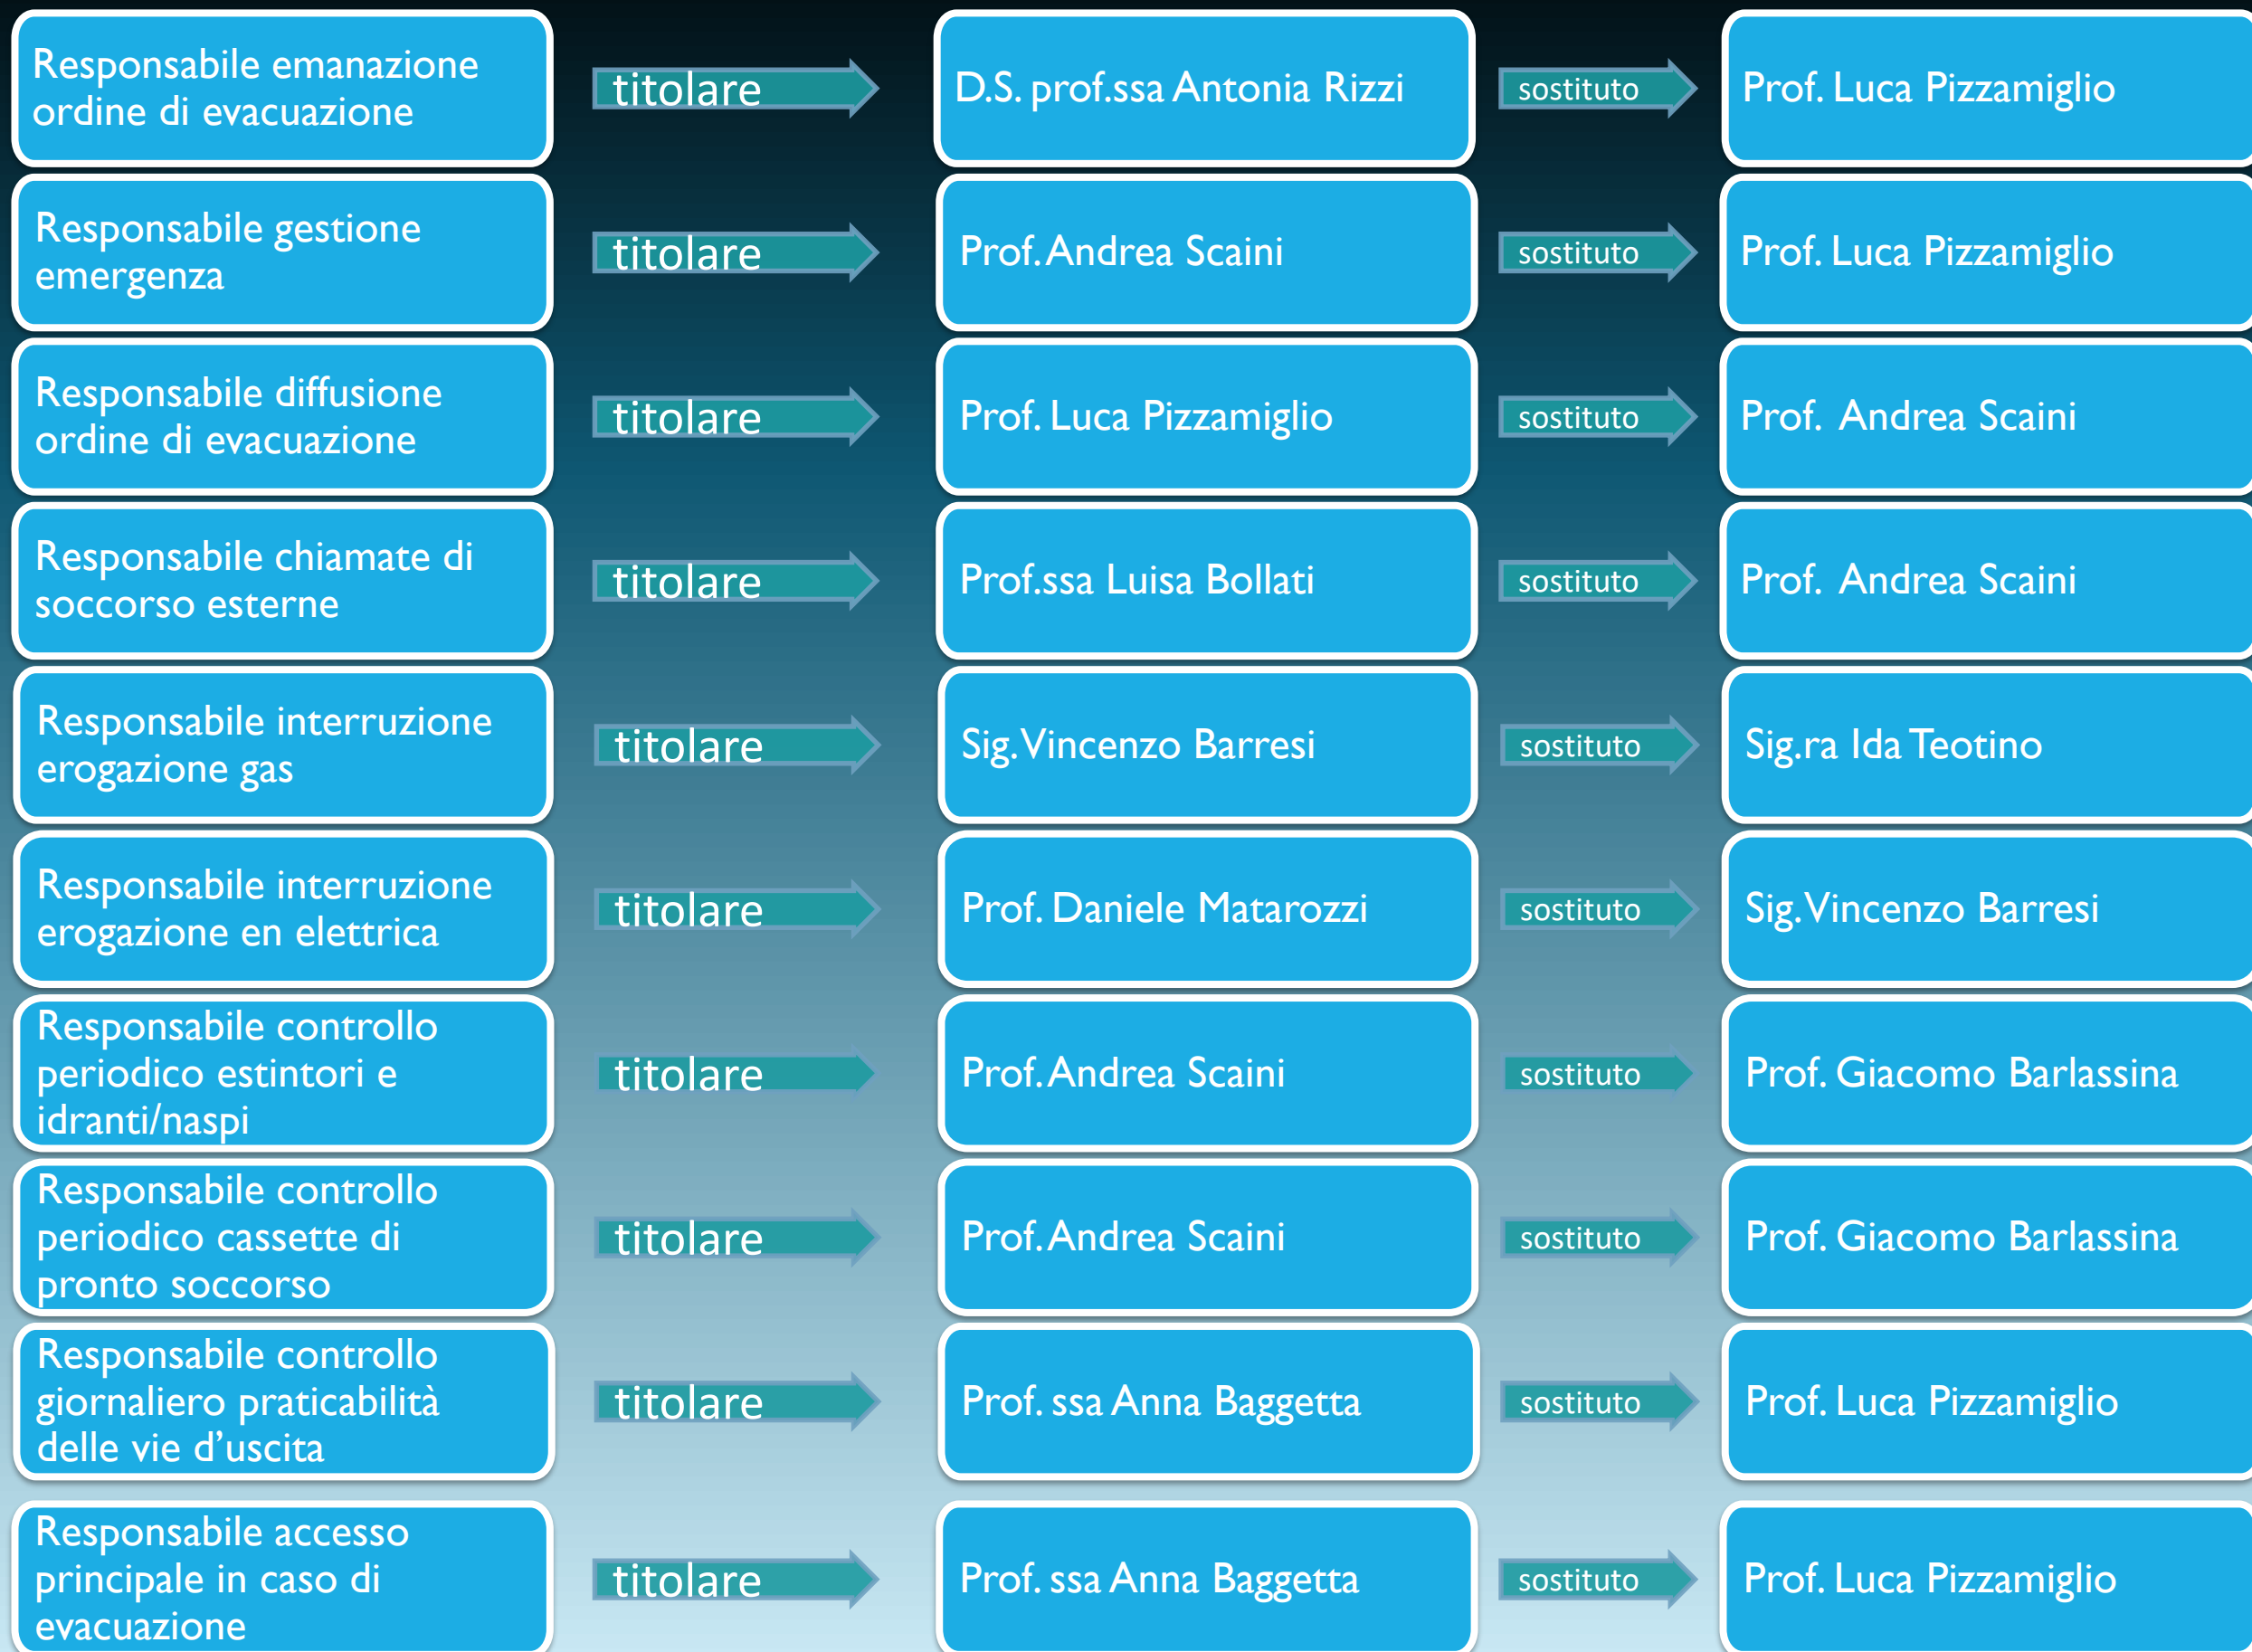 Responsabile emanazione
ordine di evacuazione
titolare
D.S. prof.ssa Antonia Rizzi
sostituto
Prof. Luca Pizzamiglio
Responsabile gestione
emergenza
titolare
Prof. Andrea Scaini
sostituto
Prof. Luca Pizzamiglio
Responsabile diffusione
ordine di evacuazione
titolare
Prof. Luca Pizzamiglio
sostituto
Prof. Andrea Scaini
Responsabile chiamate di
soccorso esterne
titolare
Prof.ssa Luisa Bollati
sostituto
Prof. Andrea Scaini
Responsabile interruzione
erogazione gas
titolare
Sig. Vincenzo Barresi
sostituto
Sig.ra Ida Teotino
Responsabile interruzione
erogazione en elettrica
titolare
Prof. Daniele Matarozzi
sostituto
Sig. Vincenzo Barresi
Responsabile controllo
periodico estintori e
idranti/naspi
titolare
Prof. Andrea Scaini
sostituto
Prof. Giacomo Barlassina
Responsabile controllo
periodico cassette di
pronto soccorso
titolare
Prof. Andrea Scaini
sostituto
Prof. Giacomo Barlassina
Responsabile controllo
giornaliero praticabilità
delle vie d’uscita
titolare
Prof. ssa Anna Baggetta
sostituto
Prof. Luca Pizzamiglio
Responsabile accesso
principale in caso di
evacuazione
titolare
Prof. ssa Anna Baggetta
sostituto
Prof. Luca Pizzamiglio